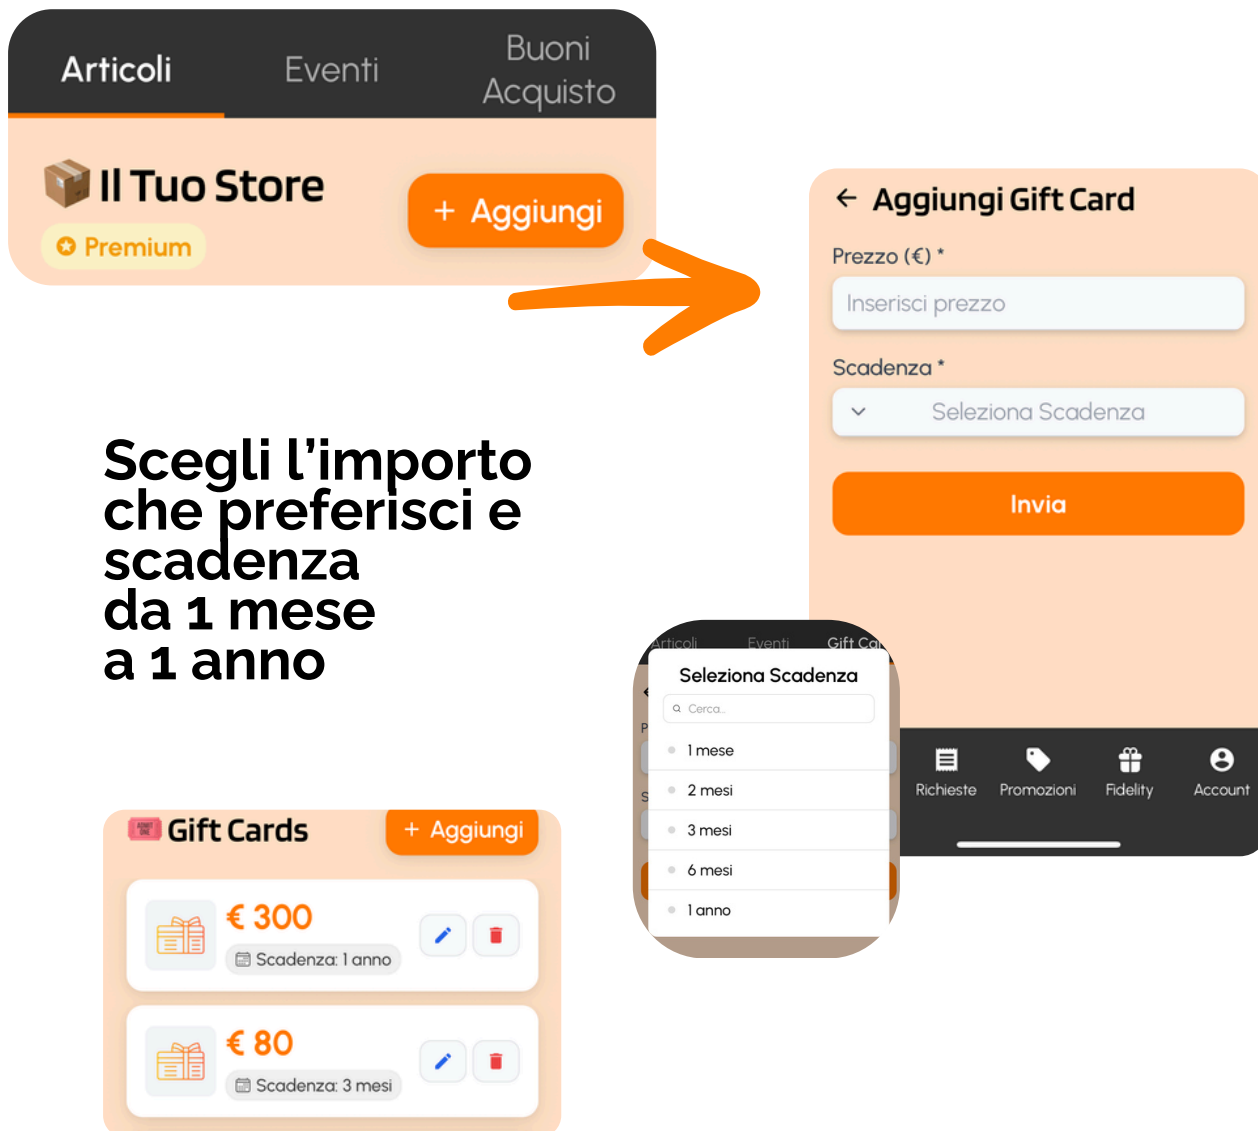 Articoli
Eventi
Buoni
Acquisto
Il Tuo Store
Premium
+ Aggiungi
Aggiungi Gift Card
Prezzo (€) *
Inserisci prezzo
Scadenza *
Seleziona Scadenza
Invia
Scegli l’importo
che preferisci e
scadenza
da 1 mese
a 1 anno
Articoli
Eventi
Seleziona Scadenza
Cerca...
1 mese
2 mesi
3 mesi
6 mesi
1 anno
Richieste
Promozioni
Fidelity
Account
Gift Cards
+ Aggiungi
€ 300
Scadenza: 1 anno
€ 80
Scadenza: 3 mesi